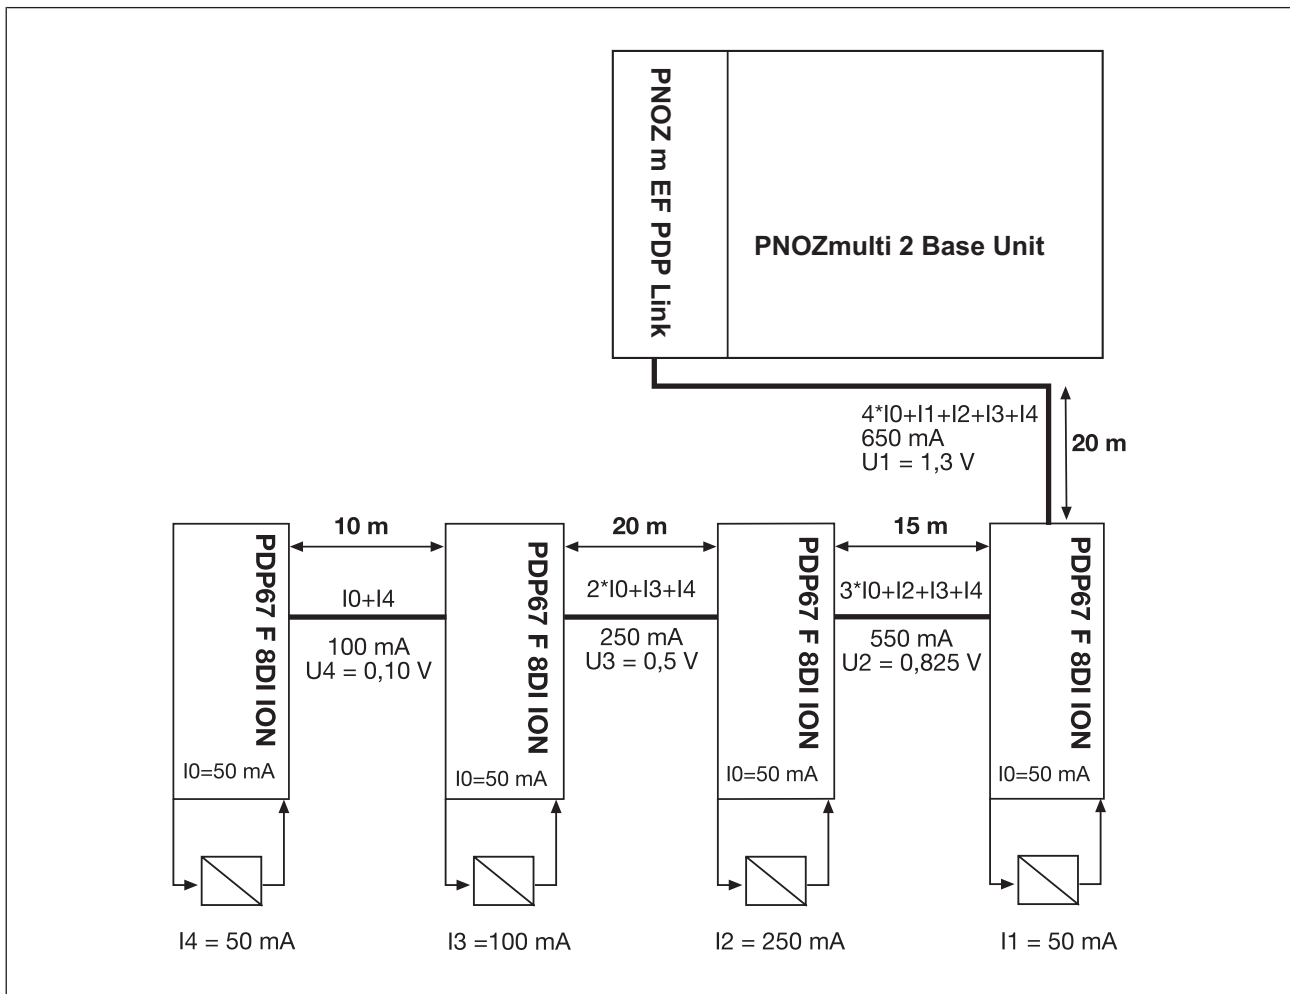 PNOZ m EF PDP Link
PNOZmulti 2 Base Unit
4*I0+I1+I2+I3+I4
650 mA
U1 = 1,3 V
20 m
10 m
20 m
15 m
PDP67 F 8DI ION
I0+I4
100 mA
U4 = 0,10 V
I0=50 mA
PDP67 F 8DI ION
2*I0+I3+I4
250 mA
U3 = 0,5 V
I0=50 mA
PDP67 F 8DI ION
3*I0+I2+I3+I4
550 mA
U2 = 0,825 V
I0=50 mA
PDP67 F 8DI ION
I0=50 mA
I4 = 50 mA
I3 =100 mA
I2 = 250 mA
I1 = 50 mA